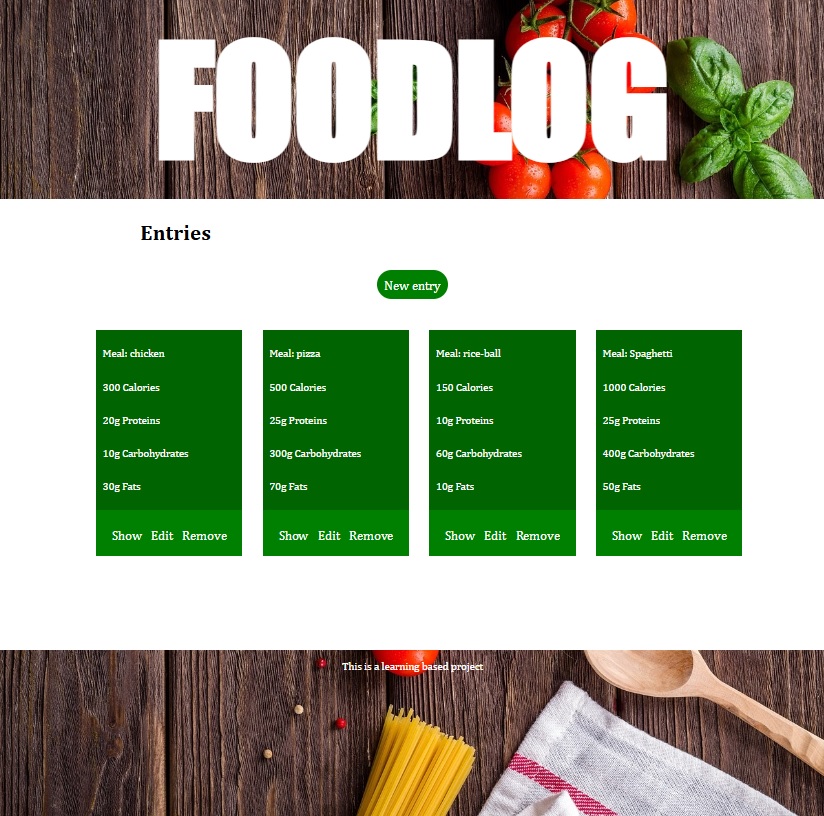 FOODLOG
Entries
New entry
Meal: chicken
300 Calories
20g Proteins
10g Carbohydrates
30g Fats
Show Edit Remove
Meal: pizza
500 Calories
25g Proteins
300g Carbohydrates
70g Fats
Show Edit Remove
Meal: rice-ball
150 Calories
10g Proteins
60g Carbohydrates
10g Fats
Show Edit Remove
Meal: Spaghetti
1000 Calories
25g Proteins
400g Carbohydrates
50g Fats
Show Edit Remove
This is a learning based project